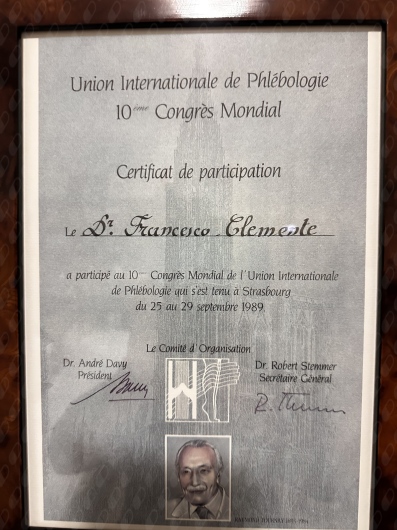 Union Internationale de Phlébologie
10ème Congrès Mondial
Certificat de participation
Le Dr. Francesco Clemente
a participé au 10ème Congrès Mondial de l'Union Internationale
de Phlébologie qui s'est tenu à Strasbourg
du 25 au 29 septembre 1989
Le Comité d'Organisation
Dr. André Davy
Président
Dr. Robert Stemmer
Secrétaire Général